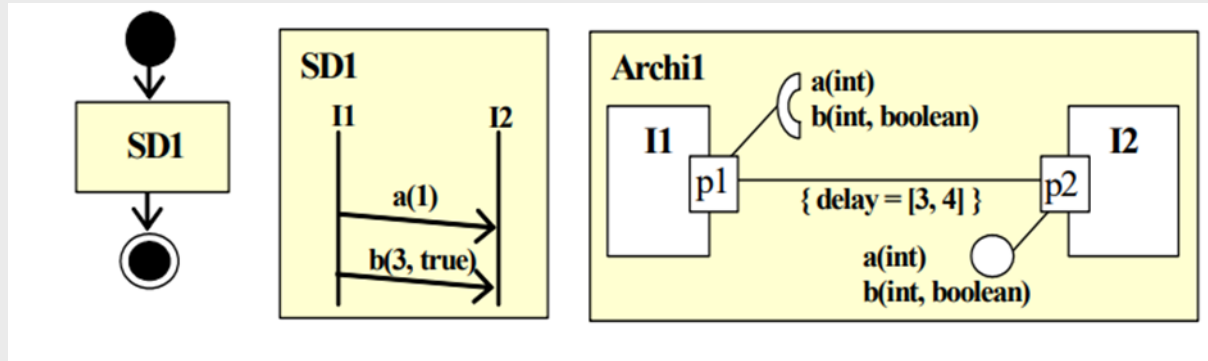 SD1
SD1
I1
I2
a(1)
b(3, true)
Archi1
a(int)
b(int, boolean)
I1
I2
p1
p2
{ delay = [3, 4] }
a(int)
b(int, boolean)